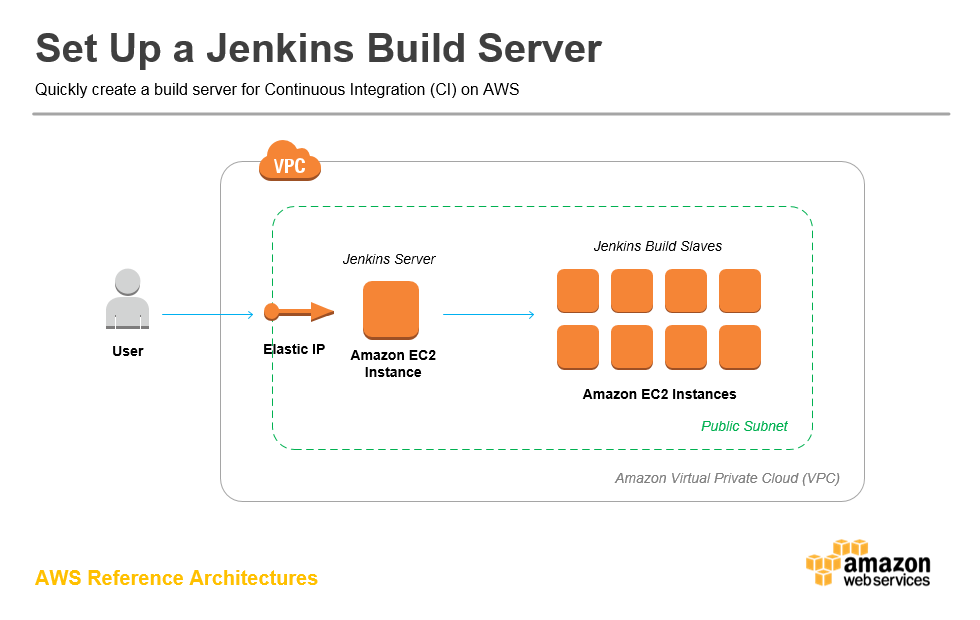 Set Up a Jenkins Build Server
Quickly create a build server for Continuous Integration (CI) on AWS
VPC
Jenkins Server
Jenkins Build Slaves
User
Elastic IP
Amazon EC2
Instance
Amazon EC2 Instances
Public Subnet
Amazon Virtual Private Cloud (VPC)
AWS Reference Architectures
amazon
webservices